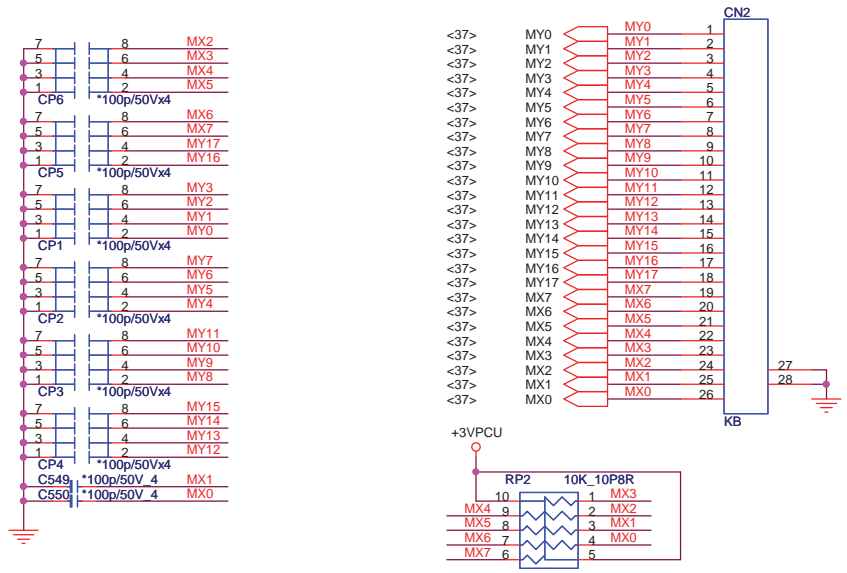 7 8 MX2
5 6 MX3
3 4 MX4
1 2 MX5
CP6 *100p/50Vx4
7 8 MX6
5 6 MX7
3 4 MY17
1 2 MY16
CP5 *100p/50Vx4
7 8 MY3
5 6 MY2
3 4 MY1
1 2 MY0
CP1 *100p/50Vx4
7 8 MY7
5 6 MY6
3 4 MY5
1 2 MY4
CP2 *100p/50Vx4
7 8 MY11
5 6 MY10
3 4 MY9
1 2 MY8
CP3 *100p/50Vx4
7 8 MY15
5 6 MY14
3 4 MY13
1 2 MY12
CP4 *100p/50Vx4
C549 *100p/50V_4 MX1
C550 *100p/50V_4 MX0
CN2
<37> MY0 MY0 1
<37> MY1 MY1 2
<37> MY2 MY2 3
<37> MY3 MY3 4
<37> MY4 MY4 5
<37> MY5 MY5 6
<37> MY6 MY6 7
<37> MY7 MY7 8
<37> MY8 MY8 9
<37> MY9 MY9 10
<37> MY10 MY10 11
<37> MY11 MY11 12
<37> MY12 MY12 13
<37> MY13 MY13 14
<37> MY14 MY14 15
<37> MY15 MY15 16
<37> MY16 MY16 17
<37> MY17 MY17 18
<37> MX7 MX7 19
<37> MX6 MX6 20
<37> MX5 MX5 21
<37> MX4 MX4 22
<37> MX3 MX3 23
<37> MX2 MX2 24 27
<37> MX1 MX1 25 28
<37> MX0 MX0 26
KB
+3VPCU
RP2 10K_10P8R
10 1 MX3
MX4 9 2 MX2
MX5 8 3 MX1
MX6 7 4 MX0
MX7 6 5